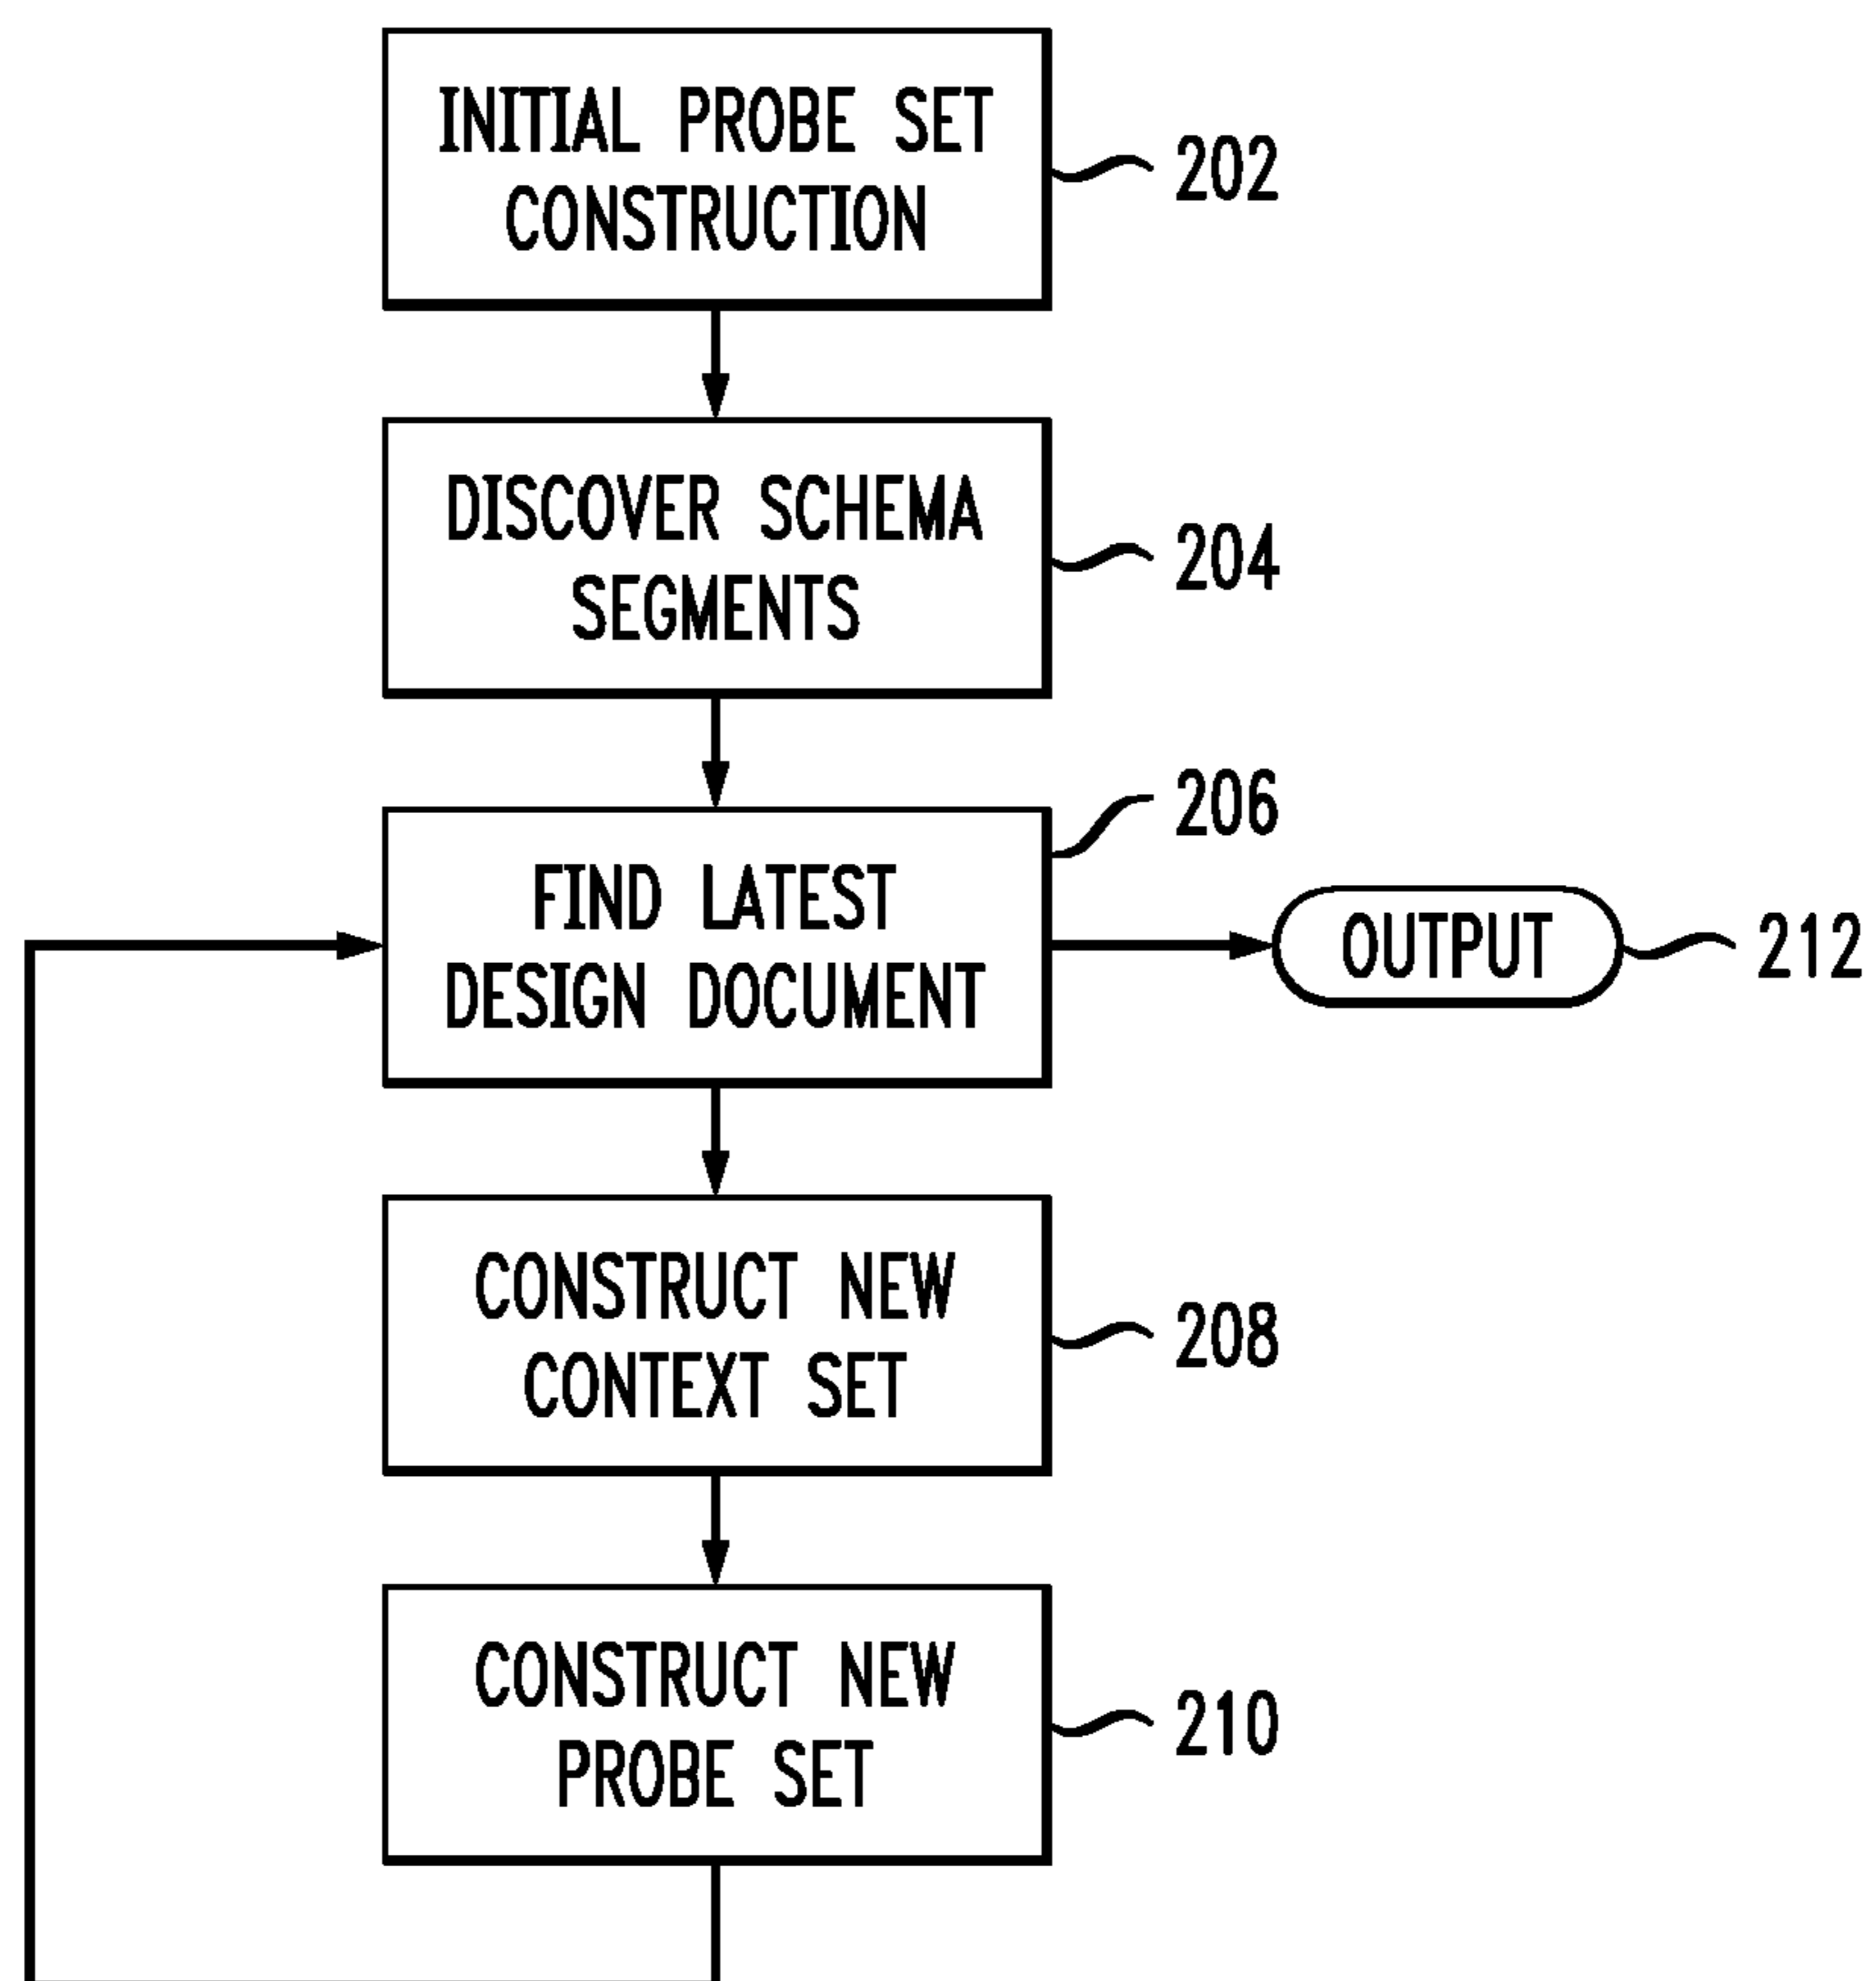 INITIAL PROBE SET
CONSTRUCTION
202
DISCOVER SCHEMA
SEGMENTS
204
206
FIND LATEST
DESIGN DOCUMENT
OUTPUT
212
CONSTRUCT NEW
CONTEXT SET
208
CONSTRUCT NEW
PROBE SET
210